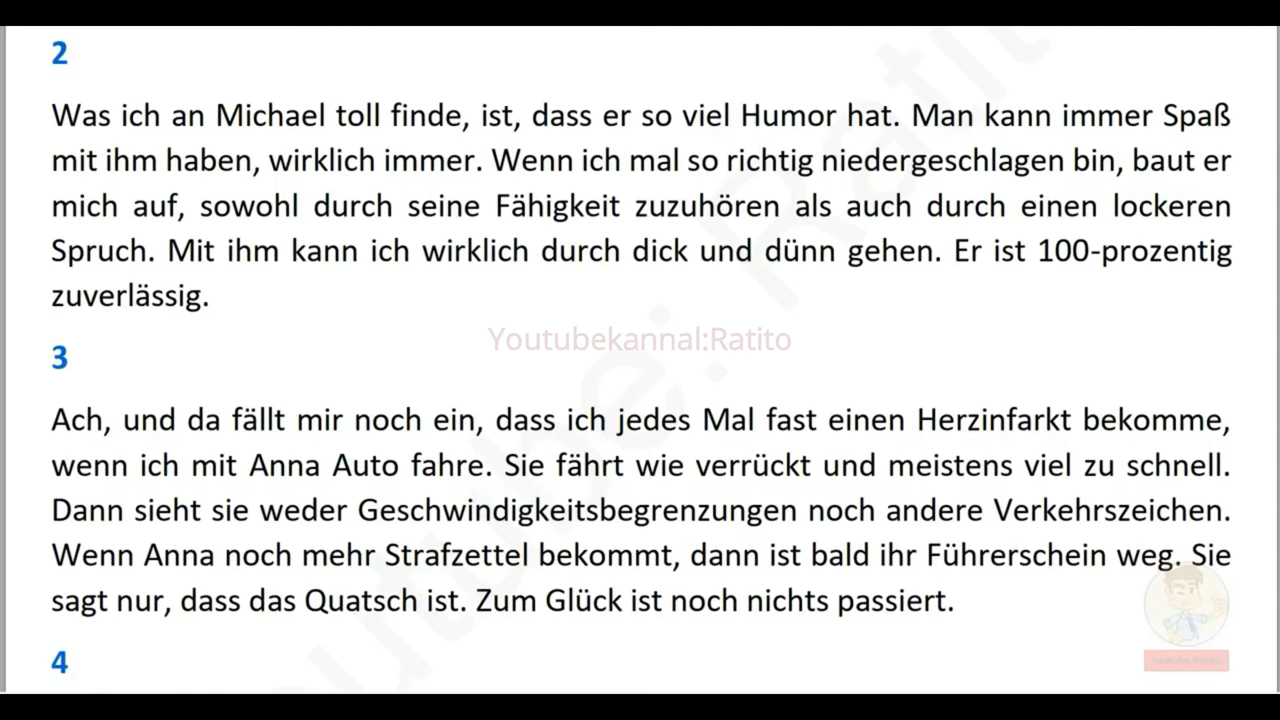 2
Was ich an Michael toll finde, ist, dass er so viel Humor hat. Man kann immer Spaß
mit ihm haben, wirklich immer. Wenn ich mal so richtig niedergeschlagen bin, baut er
mich auf, sowohl durch seine Fähigkeit zuzuhören als auch durch einen lockeren
Spruch. Mit ihm kann ich wirklich durch dick und dünn gehen. Er ist 100-prozentig
zuverlässig.
Youtubekannal:Ratito
3
Ach, und da fällt mir noch ein, dass ich jedes Mal fast einen Herzinfarkt bekomme,
wenn ich mit Anna Auto fahre. Sie fährt wie verrückt und meistens viel zu schnell.
Dann sieht sie weder Geschwindigkeitsbegrenzungen noch andere Verkehrszeichen.
Wenn Anna noch mehr Strafzettel bekommt, dann ist bald ihr Führerschein weg. Sie
sagt nur, dass das Quatsch ist. Zum Glück ist noch nichts passiert.
4